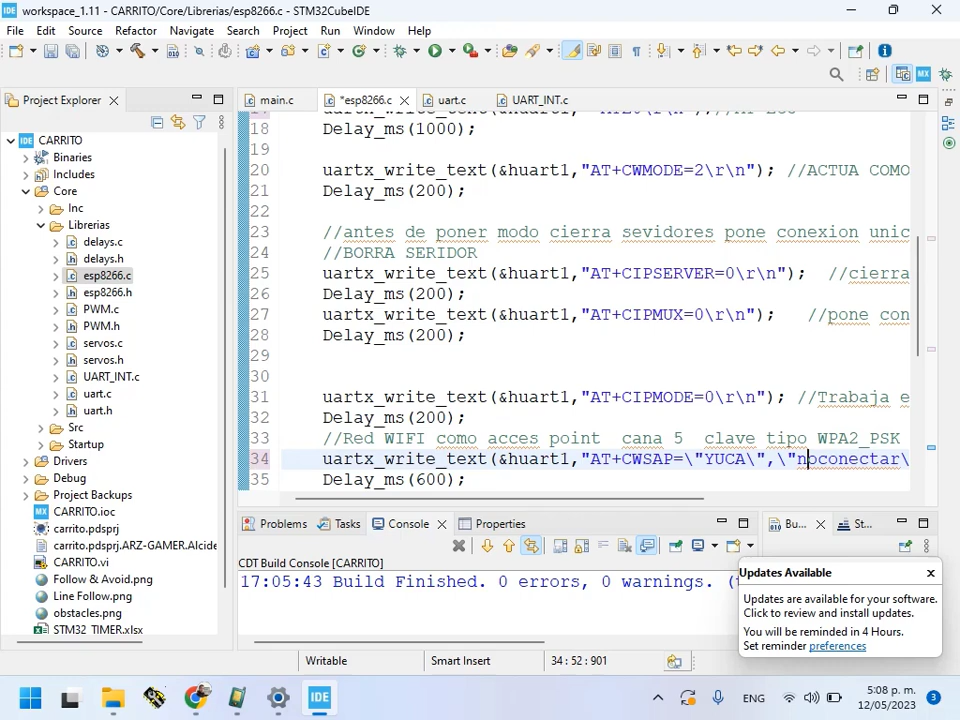 workspace_1.11 - CARRITO/Core/Librerias/esp8266.c - STM32CubeIDE
File Edit Source Refactor Navigate Search Project Run Window Help
Project Explorer
main.c *esp8266.c uart.c UART_INT.c
CARRITO
Binaries
Includes
Core
Inc
Librerias
delays.c
delays.h
esp8266.c
esp8266.h
PWM.c
PWM.h
servos.c
servos.h
UART_INT.c
uart.c
uart.h
Src
Startup
Drivers
Debug
Project Backups
CARRITO.ioc
carrito.pdsprj
carrito.pdsprj.ARZ-GAMER.Alcide
CARRITO.vi
Follow & Avoid.png
Line Follow.png
obstacles.png
STM32_TIMER.xlsx
18 Delay_ms(1000);
19
20 uartx_write_text(&huart1,"AT+CWMODE=2\r\n"); //ACTUA COMO
21 Delay_ms(200);
22
23 //antes de poner modo cierra sevidores pone conexion unic
24 //BORRA SERIDOR
25 uartx_write_text(&huart1,"AT+CIPSERVER=0\r\n"); //cierra
26 Delay_ms(200);
27 uartx_write_text(&huart1,"AT+CIPMUX=0\r\n"); //pone con
28 Delay_ms(200);
29
30
31 uartx_write_text(&huart1,"AT+CIPMODE=0\r\n"); //Trabaja e
32 Delay_ms(200);
33 //Red WIFI como acces point cana 5 clave tipo WPA2_PSK
34 uartx_write_text(&huart1,"AT+CWSAP=\"YUCA\",\"noconectar\
35 Delay_ms(600);
Problems Tasks Console Properties
Bu... St...
CDT Build Console [CARRITO]
17:05:43 Build Finished. 0 errors, 0 warnings. (
Updates Available
Updates are available for your software.
Click to review and install updates.
You will be reminded in 4 Hours.
Set reminder preferences
Writable Smart Insert 34 : 52 : 901
IDE ENG 5:08 p. m.
12/05/2023 3